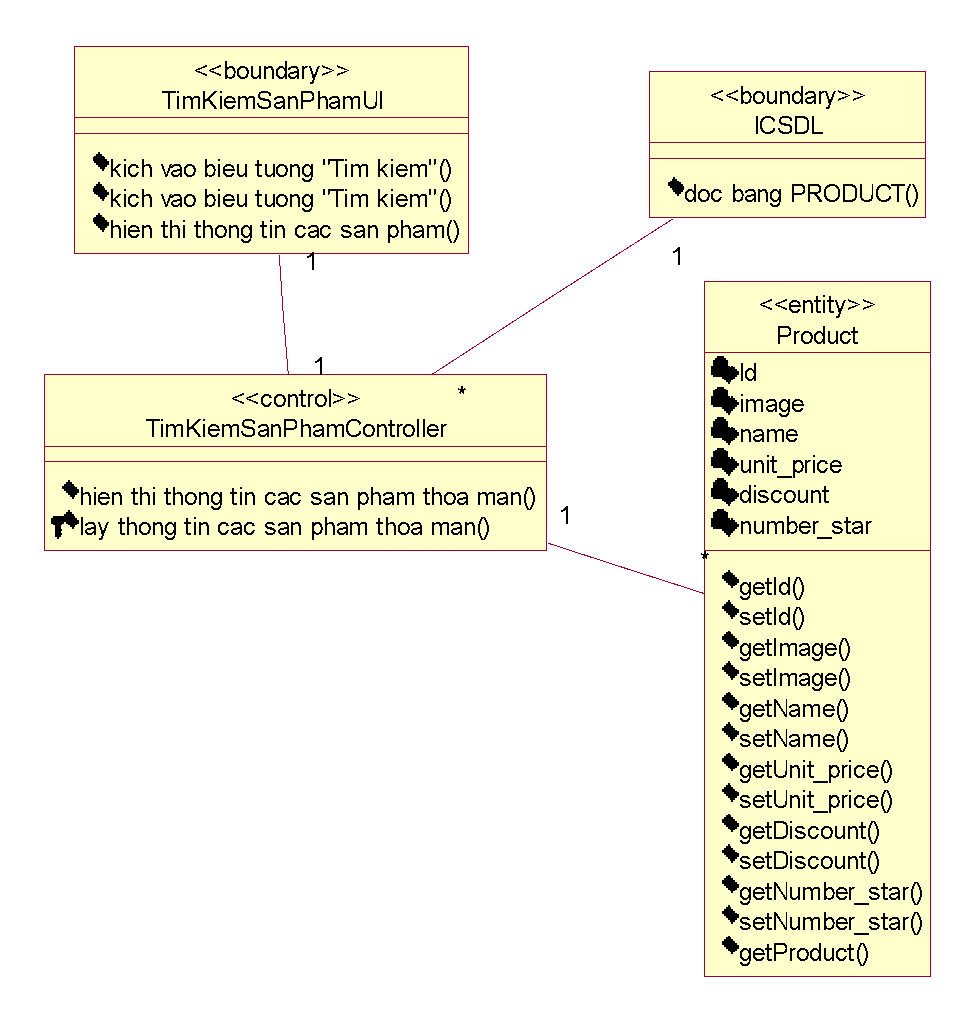 <<boundary>>
TimKiemSanPhamUI
kich vao bieu tuong "Tim kiem"()
kich vao bieu tuong "Tim kiem"()
hien thi thong tin cac san pham()
1
<<boundary>>
ICSDL
doc bang PRODUCT()
1
1
*
<<control>>
TimKiemSanPhamController
hien thi thong tin cac san pham thoa man()
lay thong tin cac san pham thoa man()
1
*
<<entity>>
Product
Id
image
name
unit_price
discount
number_star
getId()
setId()
getImage()
setImage()
getName()
setName()
getUnit_price()
setUnit_price()
getDiscount()
setDiscount()
getNumber_star()
setNumber_star()
getProduct()